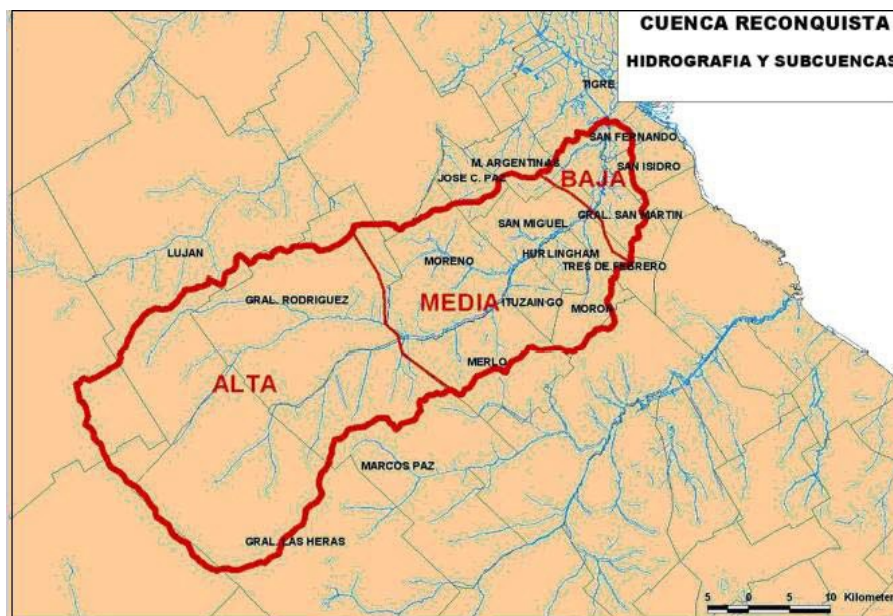 CUENCA RECONQUISTA
HIDROGRAFIA Y SUBCUENCAS
TIGRE
SAN FERNANDO
M. ARGENTINAS
SAN ISIDRO
JOSE C. PAZ
BAJA
GRAL. SAN MARTIN
SAN MIGUEL
LUJAN
HURLINGHAM
MORENO
TRES DE FEBRERO
GRAL. RODRIGUEZ
MEDIA
ITUZAINGO
MORON
MERLO
ALTA
MARCOS PAZ
GRAL. LAS HERAS
5 0 5 10 Kilometer